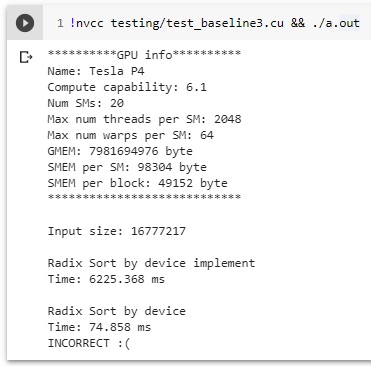 1 !nvcc testing/test_baseline3.cu && ./a.out
**********GPU info**********
Name: Tesla P4
Compute capability: 6.1
Num SMs: 20
Max num threads per SM: 2048
Max num warps per SM: 64
GMEM: 7981694976 byte
SMEM per SM: 98304 byte
SMEM per block: 49152 byte
****************************
Input size: 16777217
Radix Sort by device implement
Time: 6225.368 ms
Radix Sort by device
Time: 74.858 ms
INCORRECT :(